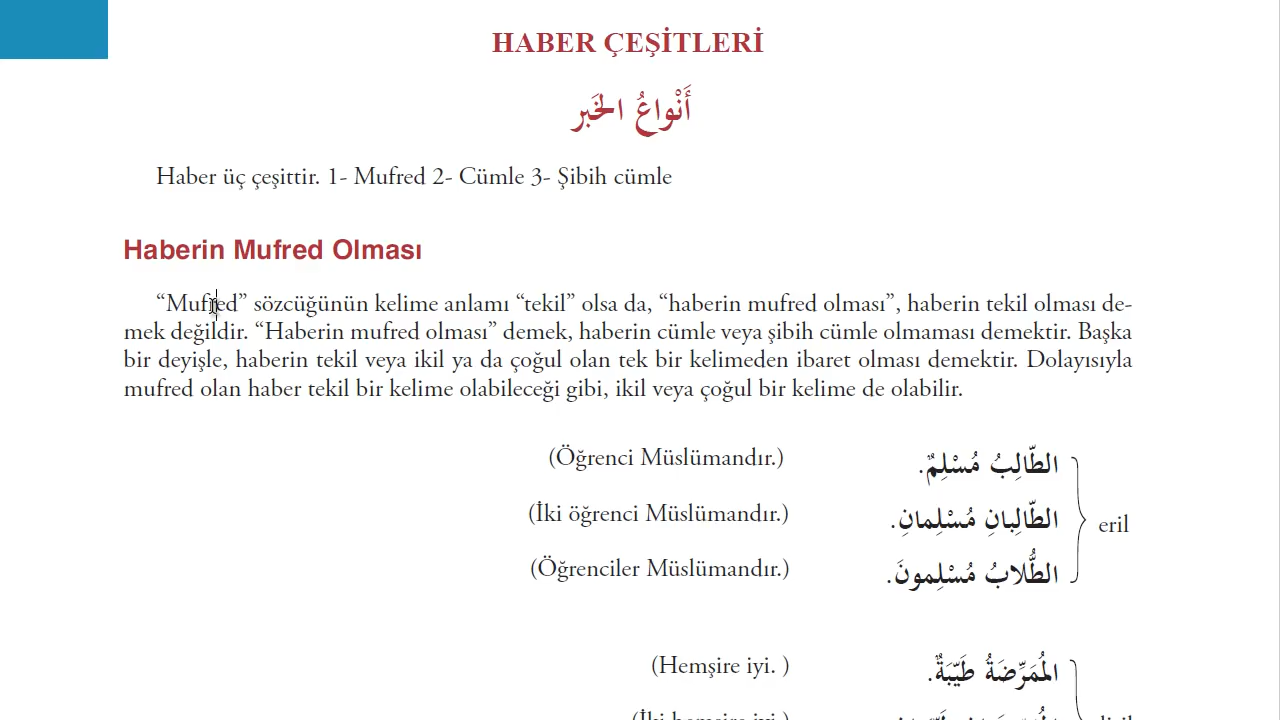 HABER ÇEŞİTLERİ
أَنْواعُ الخَبر
Haber üç çeşittir. 1- Mufred 2- Cümle 3- Şibih cümle
Haberin Mufred Olması
“Mufred” sözcüğünün kelime anlamı “tekil” olsa da, “haberin mufred olması”, haberin tekil olması de-
mek değildir. “Haberin mufred olması” demek, haberin cümle veya şibih cümle olmaması demektir. Başka
bir deyişle, haberin tekil veya ikil ya da çoğul olan tek bir kelimeden ibaret olması demektir. Dolayısıyla
mufred olan haber tekil bir kelime olabileceği gibi, ikil veya çoğul bir kelime de olabilir.
(Öğrenci Müslümandır.) الطّالِبُ مُسْلِمٌ.
(İki öğrenci Müslümandır.) الطّالِبانِ مُسْلِمانِ.
eril
(Öğrenciler Müslümandır.) الطُّلابُ مُسْلِمونَ.
(Hemşire iyi. ) المُمَرِّضَةُ طَيِّبَةٌ.